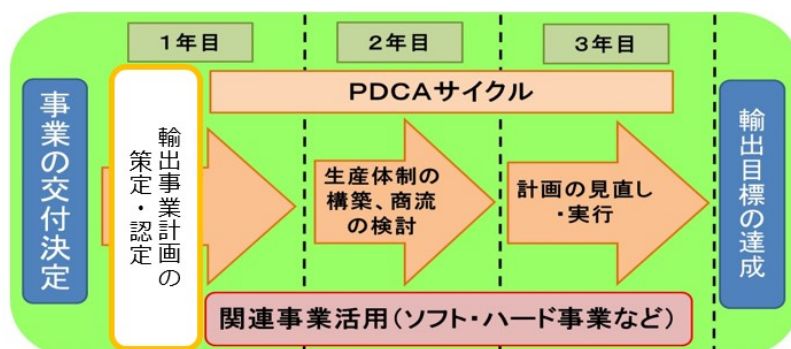 1年目
2年目
3年目
事業の交付決定
輸出事業計画の
策定・認定
PDCAサイクル
生産体制の
構築、商流
の検討
計画の見直し
・実行
輸出目標の達成
関連事業活用(ソフト・ハード事業など)